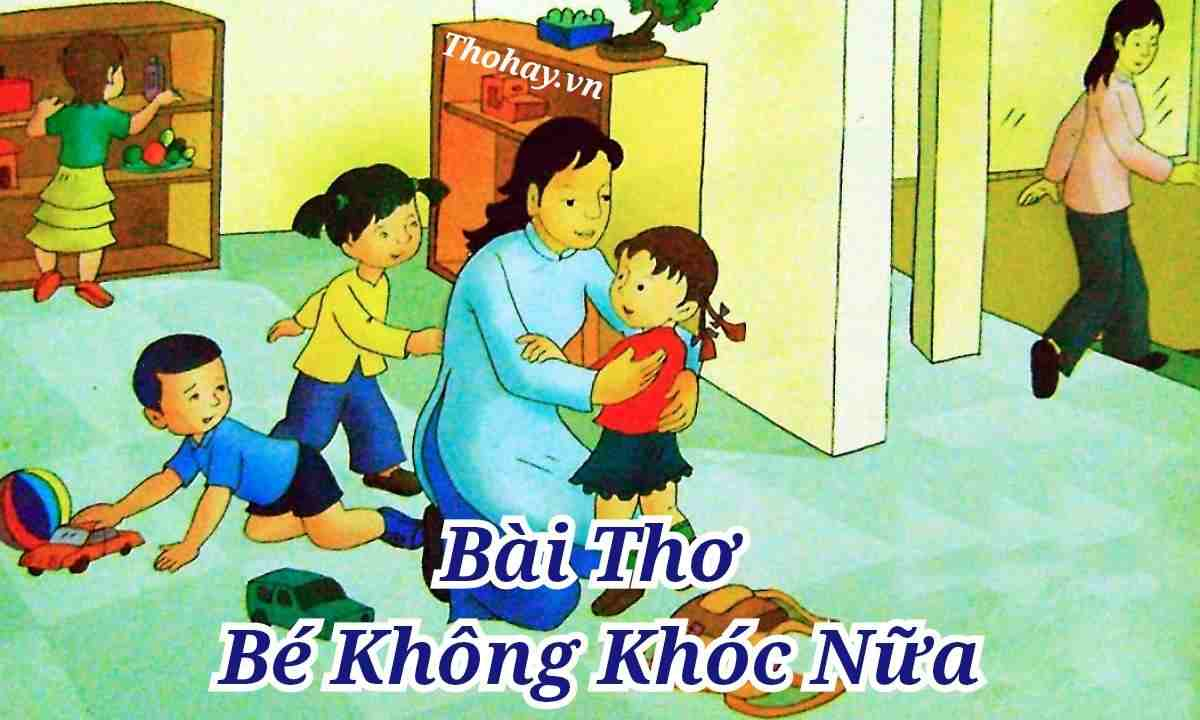 Thohay.vn
Bài Thơ
Bé Không Khóc Nữa